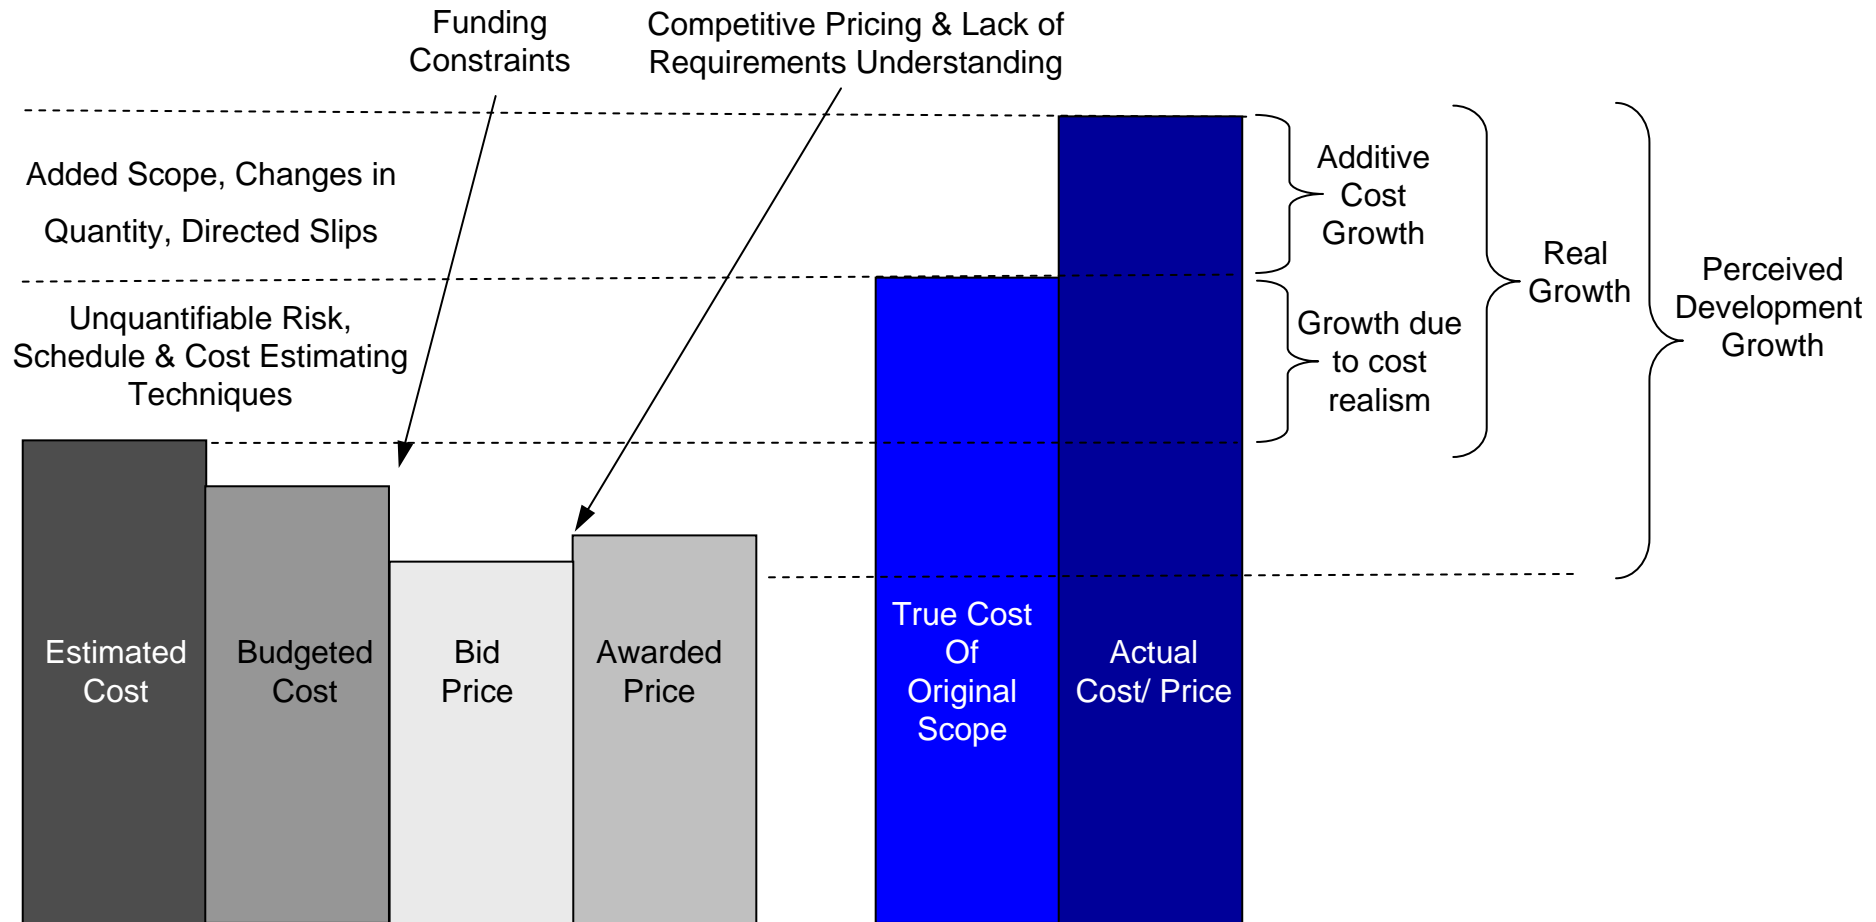 Funding
Constraints
Competitive Pricing & Lack of
Requirements Understanding
Added Scope, Changes in
Quantity, Directed Slips
Unquantifiable Risk,
Schedule & Cost Estimating
Techniques
Additive
Cost
Growth
Growth due
to cost
realism
Real
Growth
Perceived
Development
Growth
Estimated
Cost
Budgeted
Cost
Bid
Price
Awarded
Price
True Cost
Of
Original
Scope
Actual
Cost/ Price